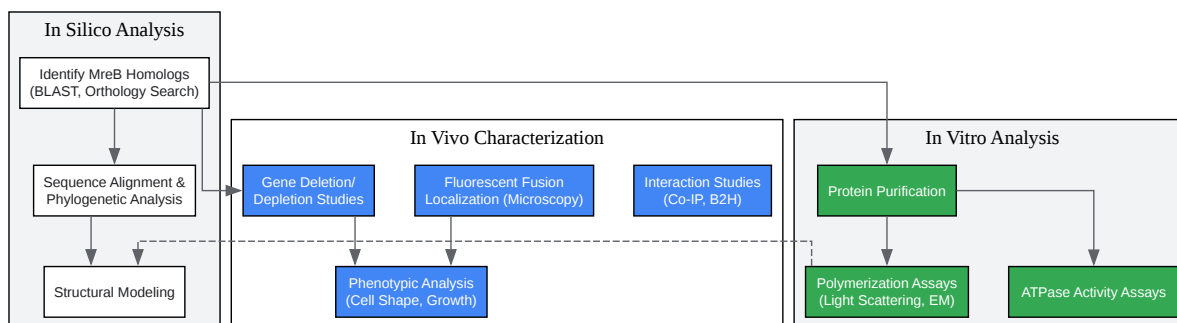 In Silico Analysis
Identify MreB Homologs
(BLAST, Orthology Search)
Sequence Alignment &
Phylogenetic Analysis
Structural Modeling
In Vivo Characterization
Gene Deletion/
Depletion Studies
Fluorescent Fusion
Localization (Microscopy)
Interaction Studies
(Co-IP, B2H)
Phenotypic Analysis
(Cell Shape, Growth)
In Vitro Analysis
Protein Purification
Polymerization Assays
(Light Scattering, EM)
ATPase Activity Assays